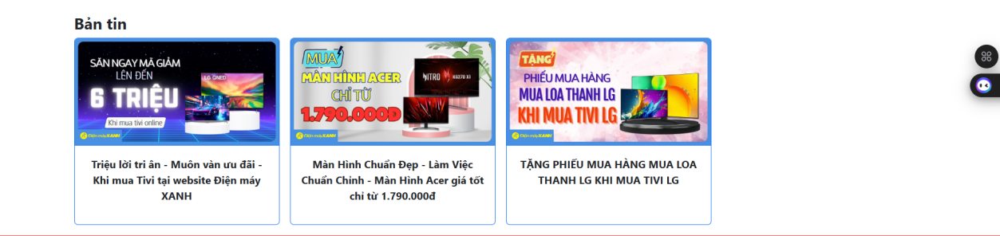 Bản tin
SĂN NGAY MÃ GIẢM
LÊN ĐẾN
6 TRIỆU
Khi mua tivi online
LG QNED
Điện máy XANH
Triệu lời tri ân - Muôn vàn ưu đãi -
Khi mua Tivi tại website Điện máy
XANH
MUA
MÀN HÌNH ACER
CHỈ TỪ
1.790.000Đ
NITRO
KG270 X1
Điện máy XANH
Màn Hình Chuẩn Đẹp - Làm Việc
Chuẩn Chỉnh - Màn Hình Acer giá tốt
chỉ từ 1.790.000đ
TẶNG
PHIẾU MUA HÀNG
MUA LOA THANH LG
KHI MUA TIVI LG
Điện máy XANH
TẶNG PHIẾU MUA HÀNG MUA LOA
THANH LG KHI MUA TIVI LG